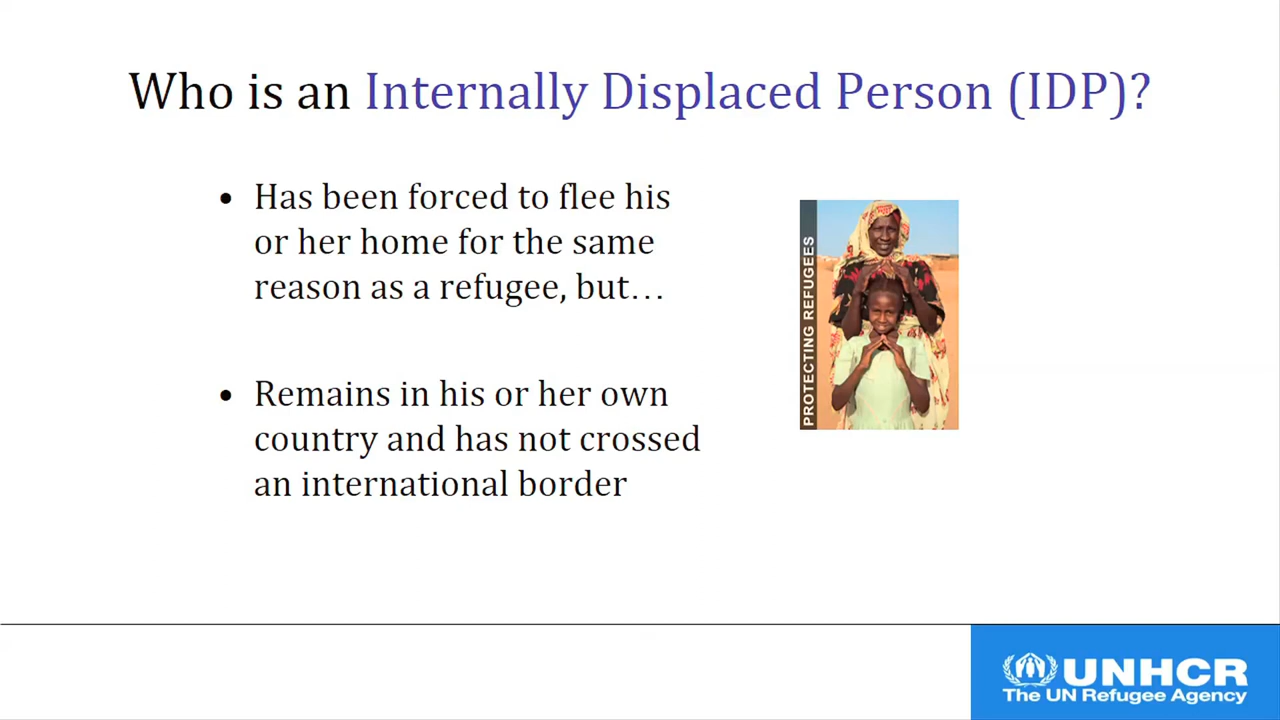 Who is an Internally Displaced Person (IDP)?
• Has been forced to flee his
or her home for the same
reason as a refugee, but…
• Remains in his or her own
country and has not crossed
an international border
PROTECTING REFUGEES
UNHCR
The UN Refugee Agency